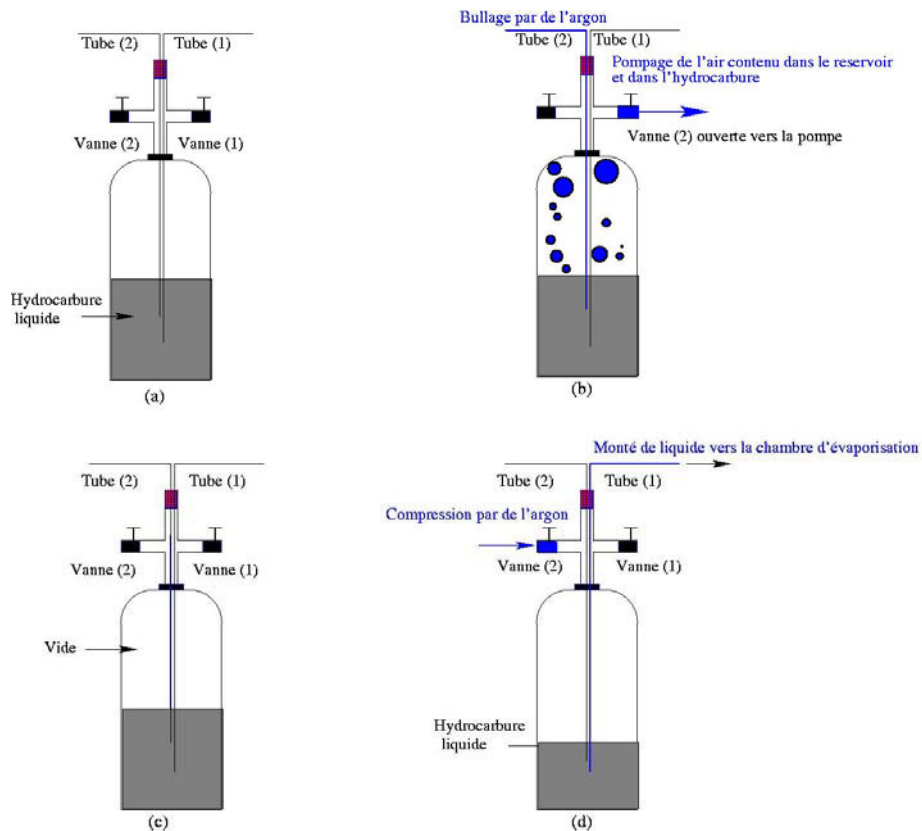 Tube (2)
Tube (1)
Vanne (2)
Vanne (1)
Hydrocarbure
liquide
(a)
Bullage par de l'argon
Tube (2)
Tube (1)
Pompage de l'air contenu dans le reservoir
et dans l'hydrocarbure
Vanne (2) ouverte vers la pompe
(b)
Tube (2)
Tube (1)
Vanne (2)
Vanne (1)
Vide
(c)
Monté de liquide vers la chambre d'évaporisation
Tube (2)
Tube (1)
Compression par de l'argon
Vanne (2)
Vanne (1)
Hydrocarbure
liquide
(d)